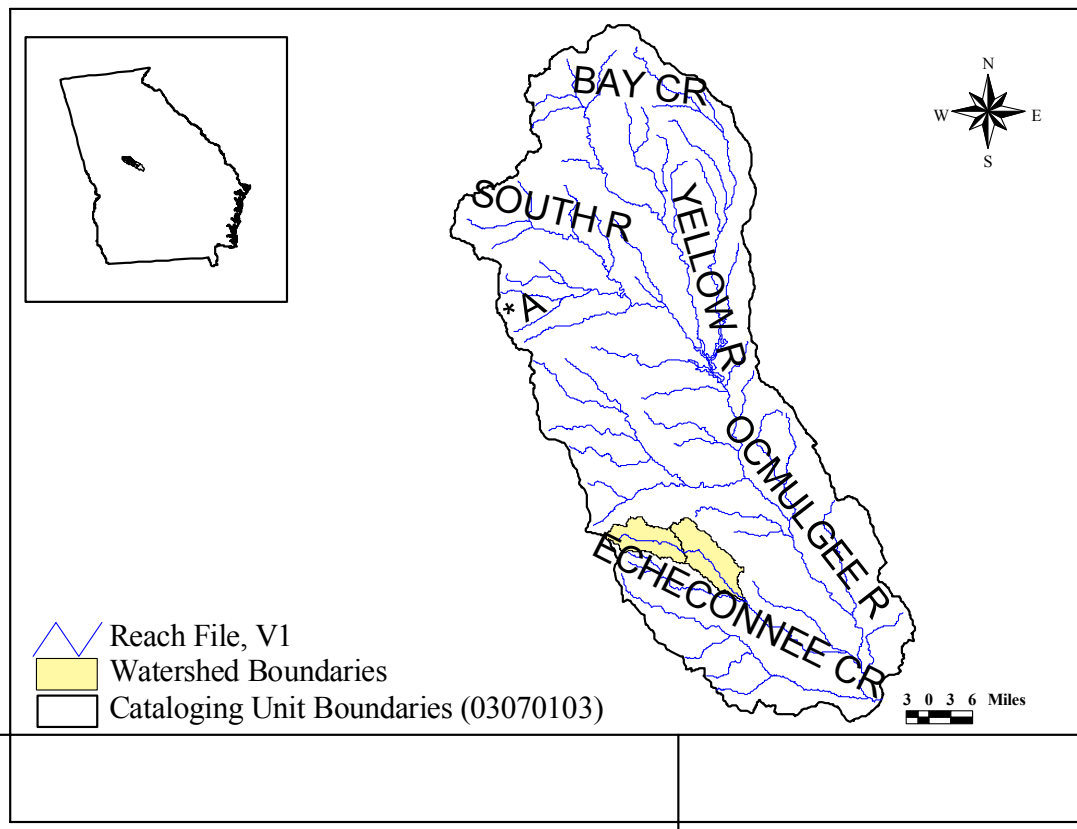 BAY CR
N
W E
S
SOUTH R
YELLOW R
*A
OCMULGEE R
ECHECONNEE CR
Reach File, V1
Watershed Boundaries
Cataloging Unit Boundaries (03070103)
3 0 3 6 Miles